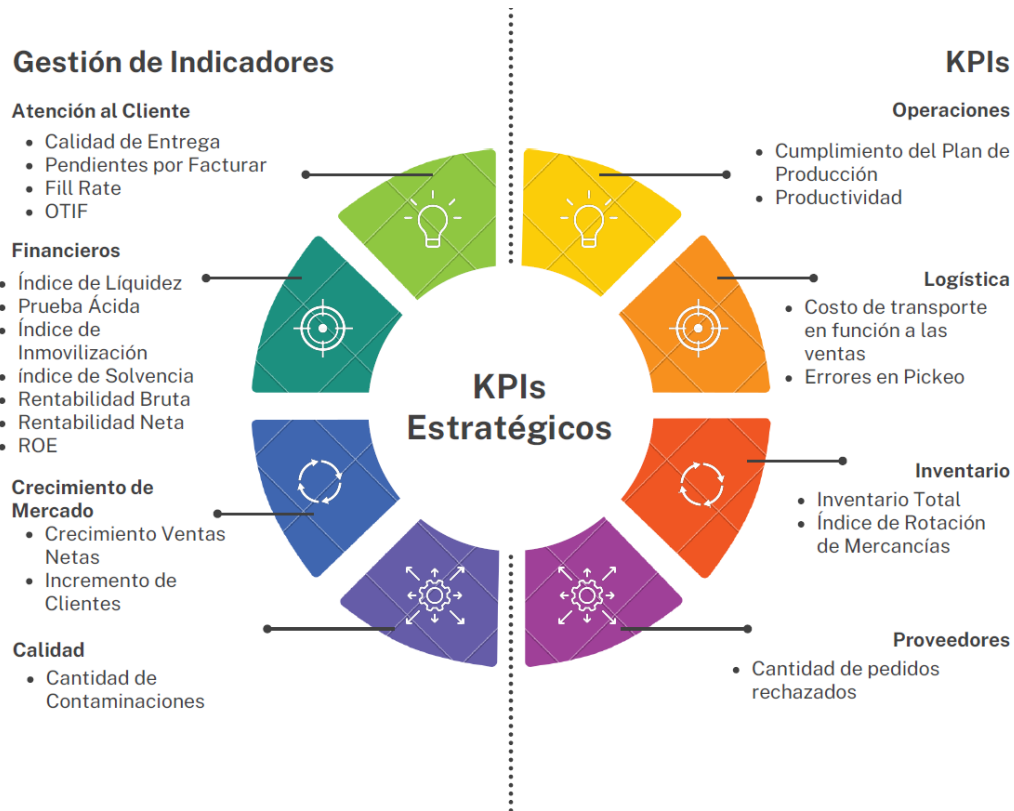 Gestión de Indicadores
Atención al Cliente
• Calidad de Entrega
• Pendientes por Facturar
• Fill Rate
• OTIF
Financieros
• Índice de Líquidez
• Prueba Ácida
• Índice de
Inmovilización
• índice de Solvencia
• Rentabilidad Bruta
• Rentabilidad Neta
• ROE
Crecimiento de
Mercado
• Crecimiento Ventas
Netas
• Incremento de
Clientes
Calidad
• Cantidad de
Contaminaciones
KPIs
Estratégicos
KPIs
Operaciones
• Cumplimiento del Plan de
Producción
• Productividad
Logística
• Costo de transporte
en función a las
ventas
• Errores en Pickeo
Inventario
• Inventario Total
• Índice de Rotación
de Mercancías
Proveedores
• Cantidad de pedidos
rechazados